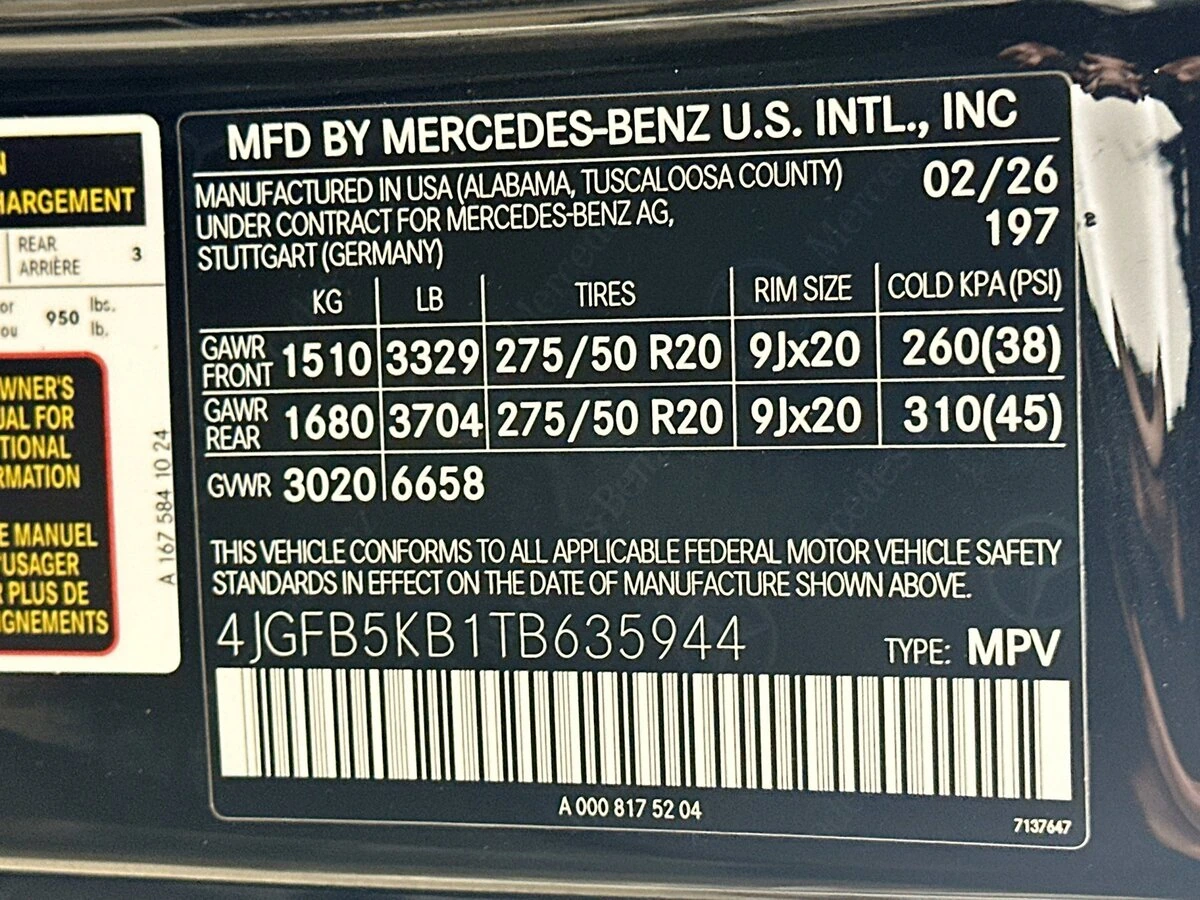 N
HARGEMENT
REAR
ARRIÈRE 3
or
ou 950 lbs.
lb.
WNER'S
UAL FOR
TIONAL
RMATION
E MANUEL
'USAGER
R PLUS DE
IGNEMENTS
A 167 584 10 24
MFD BY MERCEDES-BENZ U.S. INTL., INC
MANUFACTURED IN USA (ALABAMA, TUSCALOOSA COUNTY) 02/26
UNDER CONTRACT FOR MERCEDES-BENZ AG, 197
STUTTGART (GERMANY)
KG LB TIRES RIM SIZE COLD KPA (PSI)
GAWR FRONT 1510 3329 275/50 R20 9Jx20 260(38)
GAWR REAR 1680 3704 275/50 R20 9Jx20 310(45)
GVWR 3020 6658
THIS VEHICLE CONFORMS TO ALL APPLICABLE FEDERAL MOTOR VEHICLE SAFETY
STANDARDS IN EFFECT ON THE DATE OF MANUFACTURE SHOWN ABOVE.
4JGFB5KB1TB635944 TYPE: MPV
A 000 817 52 04
7137647